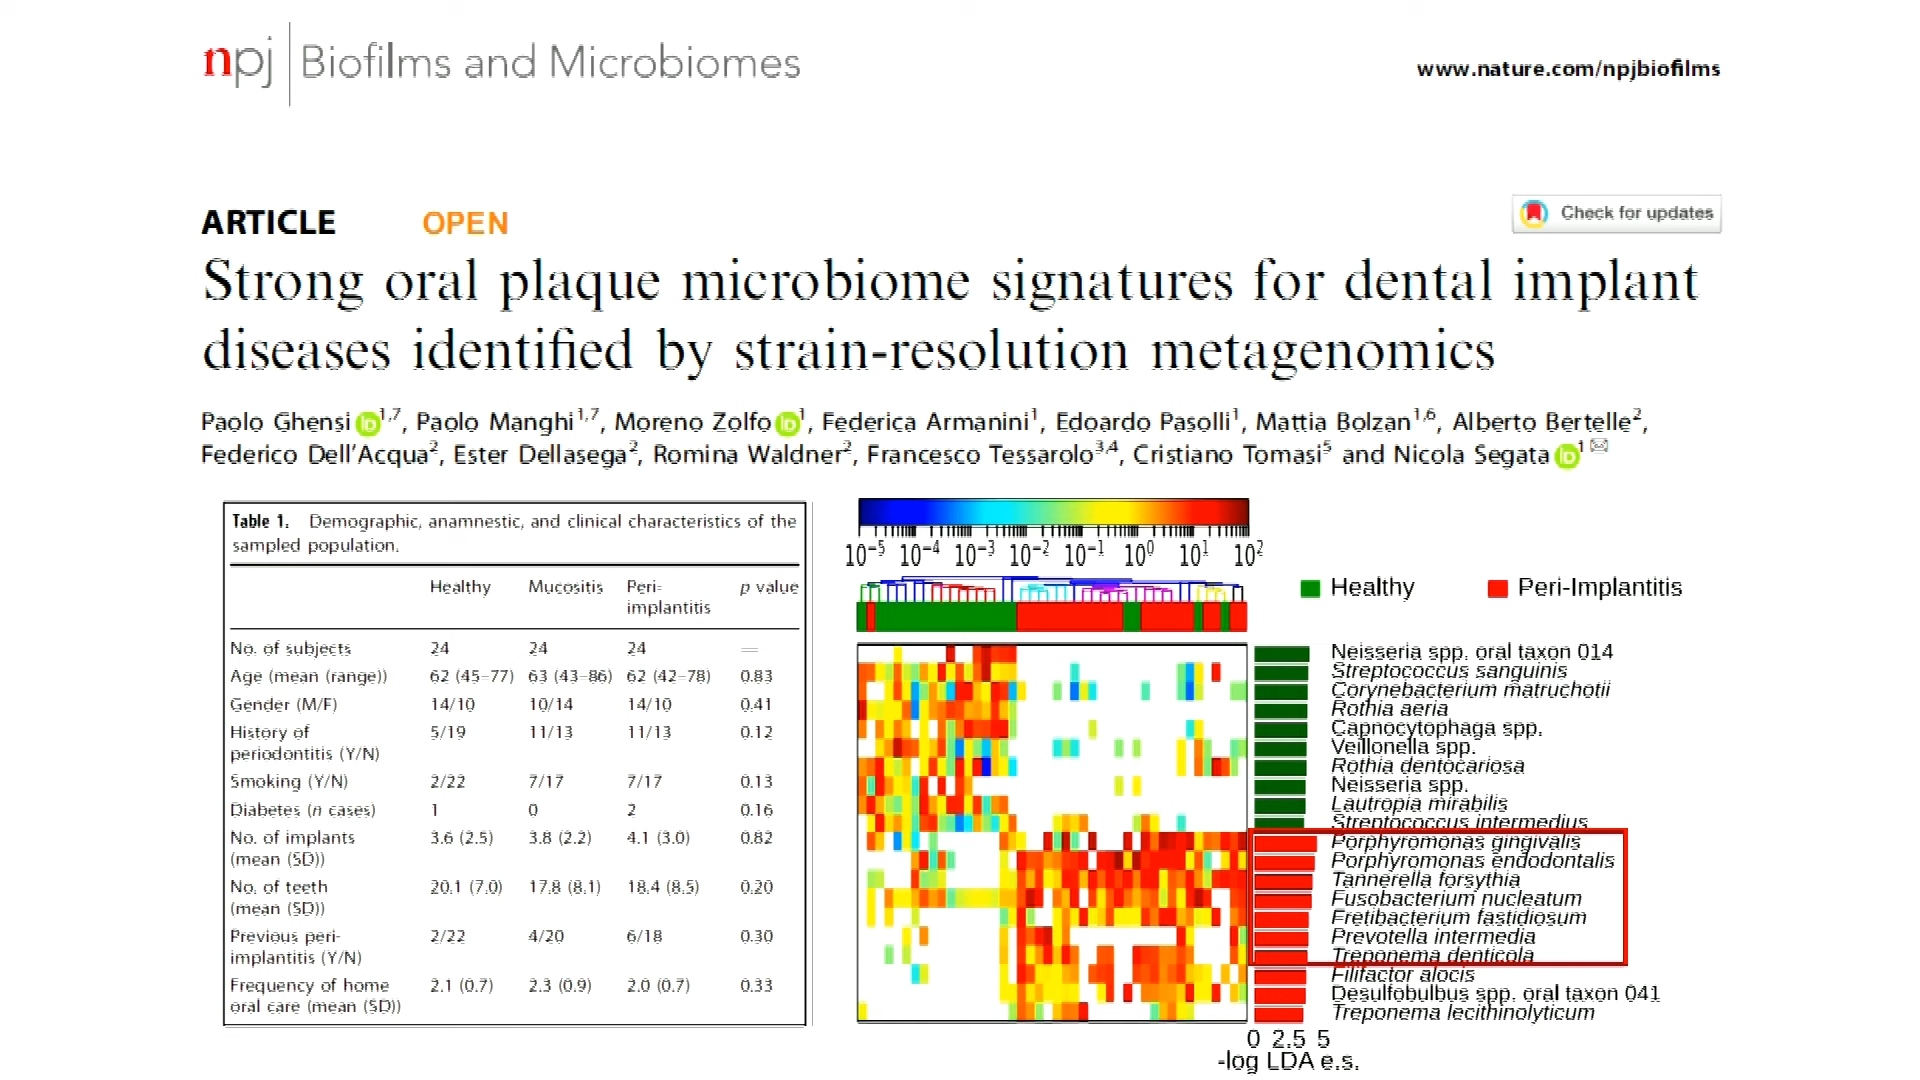 npj | Biofilms and Microbiomes
www.nature.com/npjbiofilms
ARTICLE OPEN
Check for updates
Strong oral plaque microbiome signatures for dental implant
diseases identified by strain-resolution metagenomics
Paolo Ghensi iD 1,7, Paolo Manghi1,7, Moreno Zolfo iD 1, Federica Armanini1, Edoardo Pasolli1, Mattia Bolzan1,6, Alberto Bertelle2,
Federico Dell'Acqua2, Ester Dellasega2, Romina Waldner2, Francesco Tessarolo3,4, Cristiano Tomasi5 and Nicola Segata iD 1✉
Table 1. Demographic, anamnestic, and clinical characteristics of the
sampled population.
Healthy Mucositis Peri-
implantitis p value
No. of subjects 24 24 24 —
Age (mean (range)) 62 (45–77) 63 (43–86) 62 (42–78) 0.83
Gender (M/F) 14/10 10/14 14/10 0.41
History of
periodontitis (Y/N) 5/19 11/13 11/13 0.12
Smoking (Y/N) 2/22 7/17 7/17 0.13
Diabetes (n cases) 1 0 2 0.16
No. of implants
(mean (SD)) 3.6 (2.5) 3.8 (2.2) 4.1 (3.0) 0.82
No. of teeth
(mean (SD)) 20.1 (7.0) 17.8 (8.1) 18.4 (8.5) 0.20
Previous peri-
implantitis (Y/N) 2/22 4/20 6/18 0.30
Frequency of home
oral care (mean (SD)) 2.1 (0.7) 2.3 (0.9) 2.0 (0.7) 0.33
10−5 10−4 10−3 10−2 10−1 100 101 102
Healthy Peri-Implantitis
Neisseria spp. oral taxon 014
Streptococcus sanguinis
Corynebacterium matruchotii
Rothia aeria
Capnocytophaga spp.
Veillonella spp.
Rothia dentocariosa
Neisseria spp.
Lautropia mirabilis
Streptococcus intermedius
Porphyromonas gingivalis
Porphyromonas endodontalis
Tannerella forsythia
Fusobacterium nucleatum
Fretibacterium fastidiosum
Prevotella intermedia
Treponema denticola
Filifactor alocis
Desulfobulbus spp. oral taxon 041
Treponema lecithinolyticum
0 2.5 5
-log LDA e.s.